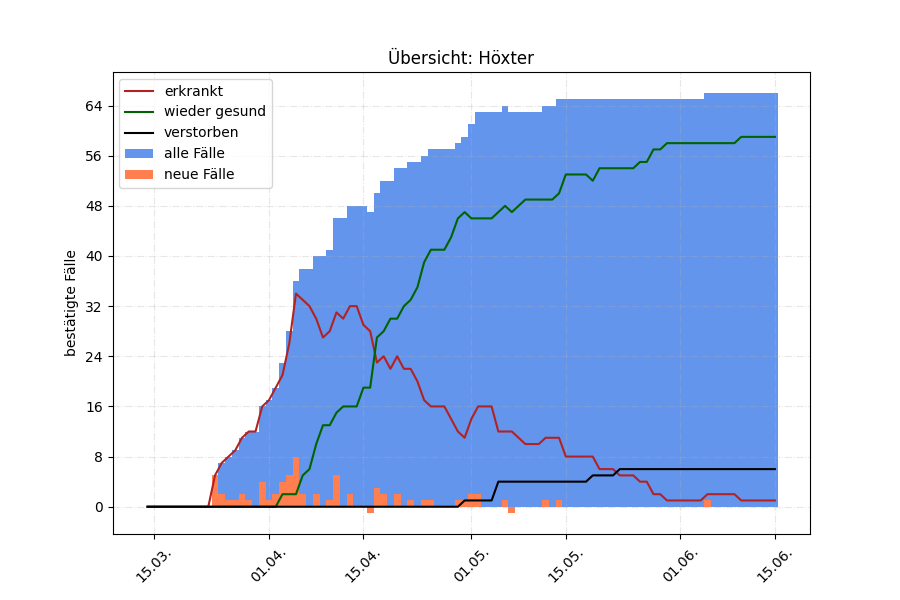 Übersicht: Höxter
erkrankt
wieder gesund
verstorben
alle Fälle
neue Fälle
bestätigte Fälle
64
56
48
40
32
24
16
8
0
15.03.
01.04.
15.04.
01.05.
15.05.
01.06.
15.06.